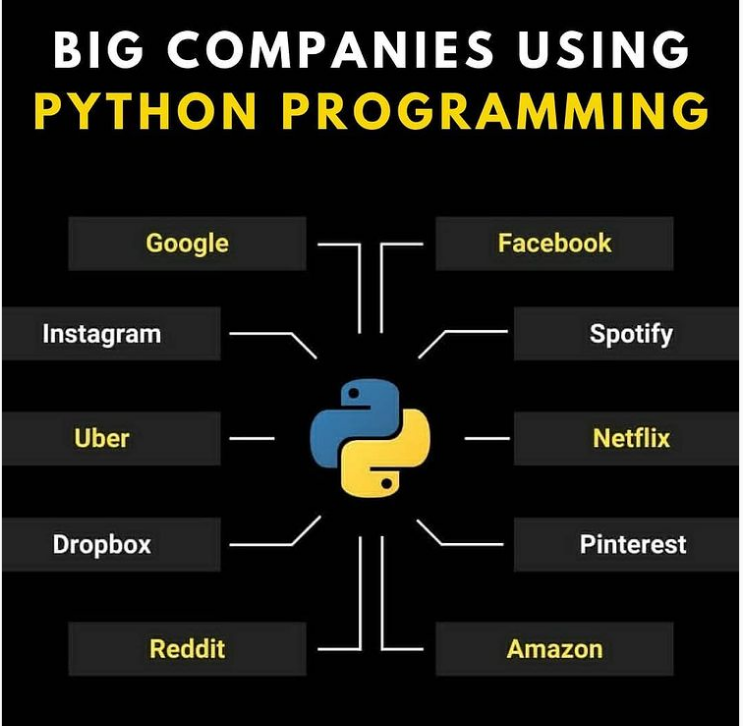 BIG COMPANIES USING
PYTHON PROGRAMMING
Google
Facebook
Instagram
Spotify
Uber
Netflix
Dropbox
Pinterest
Reddit
Amazon